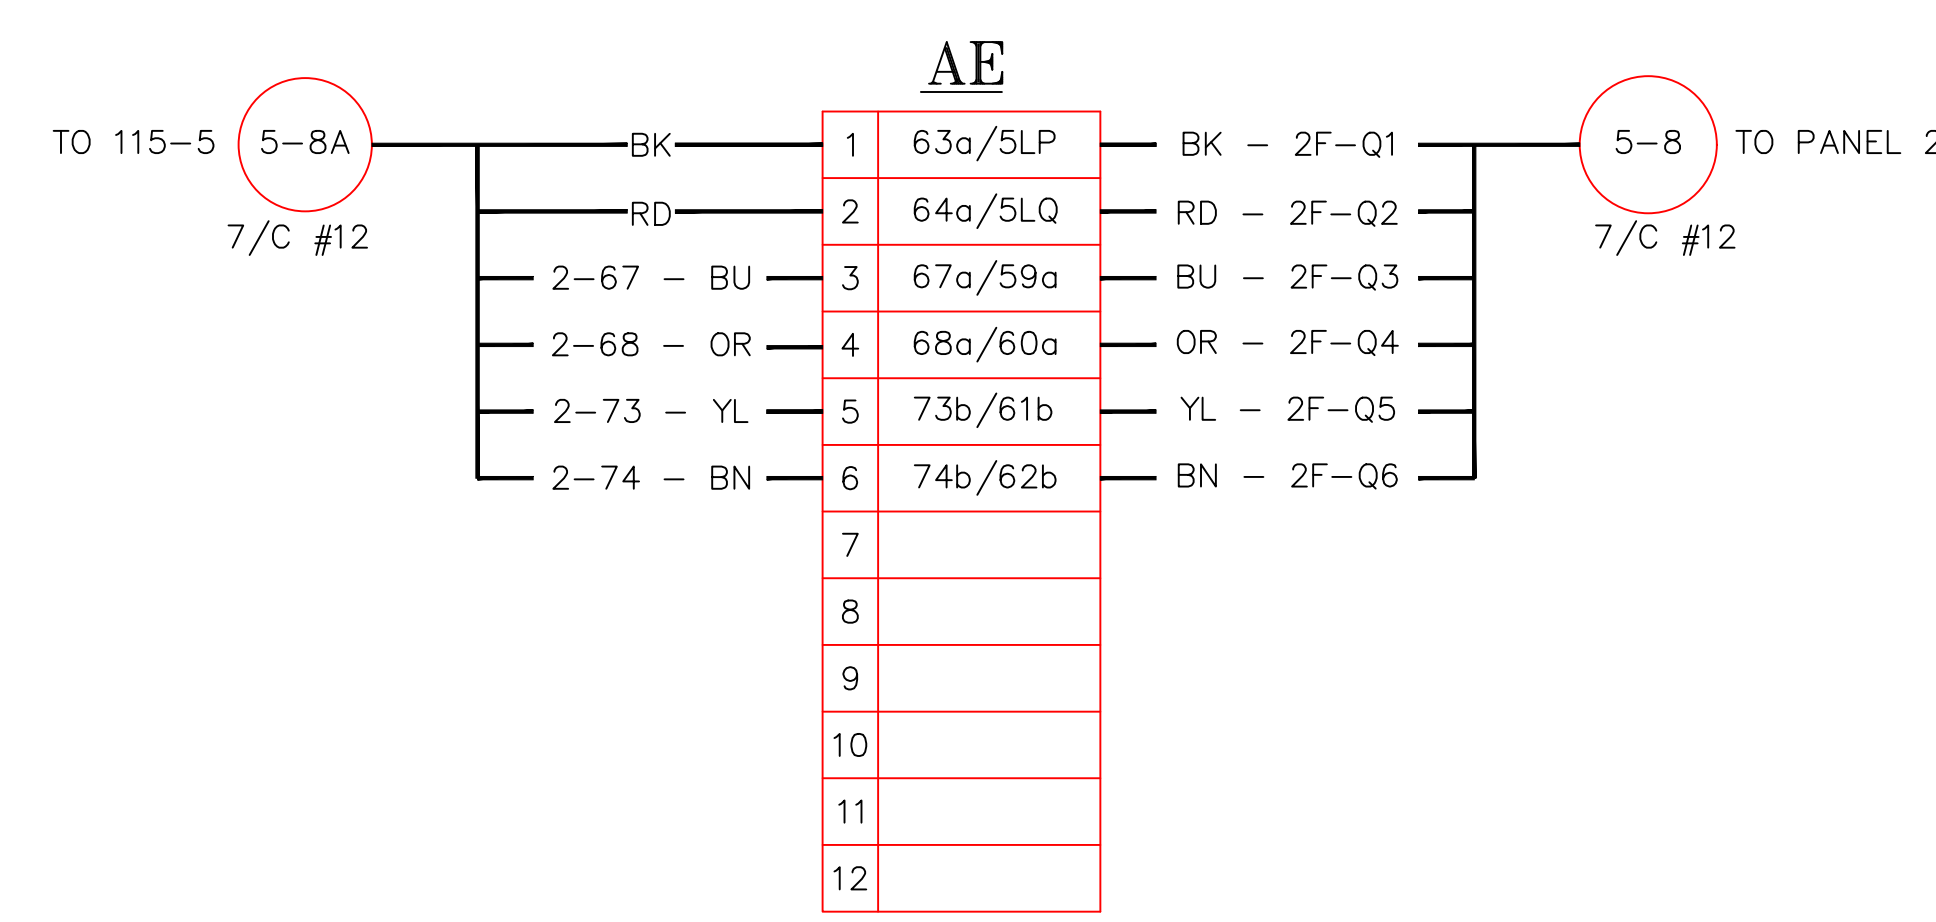 AE
TO 115-5 5-8A BK 1 63a/5LP BK - 2F-Q1 5-8 TO PANEL 2
RD 2 64a/5LQ RD - 2F-Q2
7/C #12 7/C #12
2-67 - BU 3 67a/59a BU - 2F-Q3
2-68 - OR 4 68a/60a OR - 2F-Q4
2-73 - YL 5 73b/61b YL - 2F-Q5
2-74 - BN 6 74b/62b BN - 2F-Q6
7
8
9
10
11
12